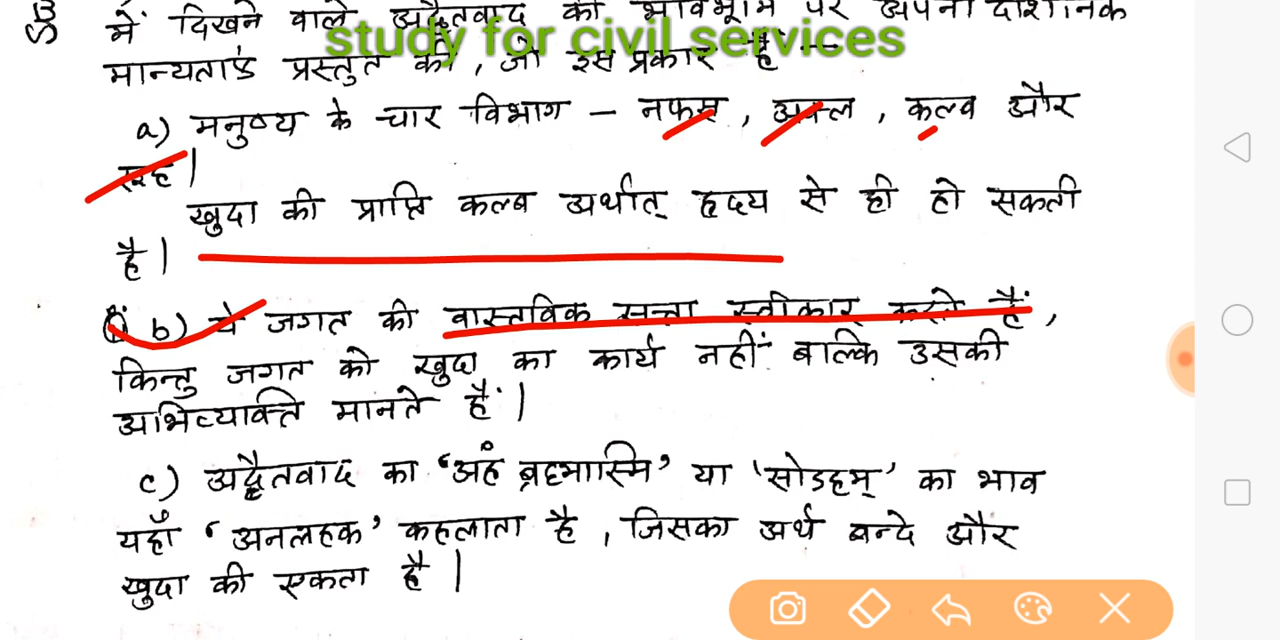 में दिखने वाले अद्वैतवाद की भावभूमि पर अपनी दार्शनिक
study for civil services
मान्यताएं प्रस्तुत की, जो इस प्रकार हैं --
a) मनुष्य के चार विभाग - नफस, अक्ल, कल्ब और
रूह।
खुदा की प्राप्ति कल्ब अर्थात् हृदय से ही हो सकती
है।
b) ये जगत की वास्तविक सत्ता स्वीकार करते हैं,
किन्तु जगत को खुदा का कार्य नहीं बल्कि उसकी
अभिव्यक्ति मानते हैं।
c) अद्वैतवाद का 'अहं ब्रह्मास्मि' या 'सोडहम्' का भाव
यहाँ 'अनलहक' कहलाता है, जिसका अर्थ बन्दे और
खुदा की एकता है।